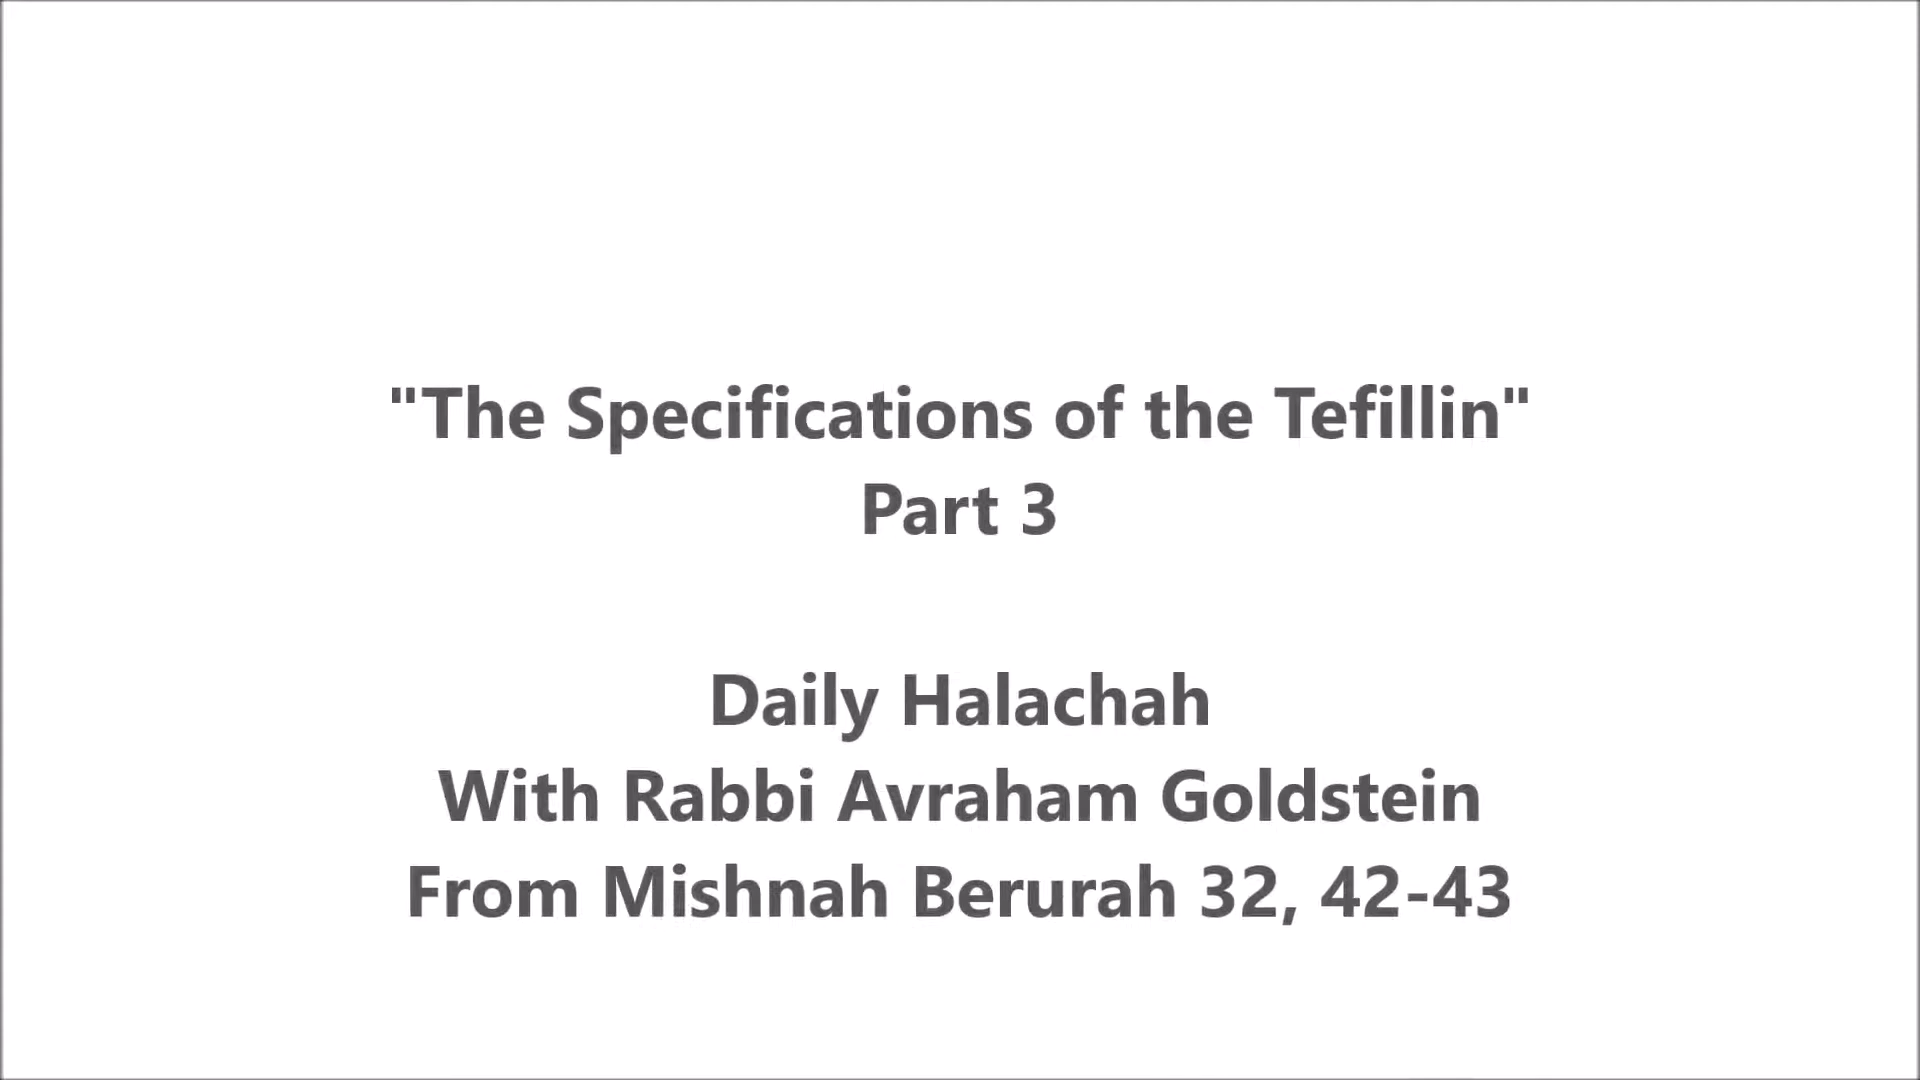 "The Specifications of the Tefillin"
Part 3
Daily Halachah
With Rabbi Avraham Goldstein
From Mishnah Berurah 32, 42-43